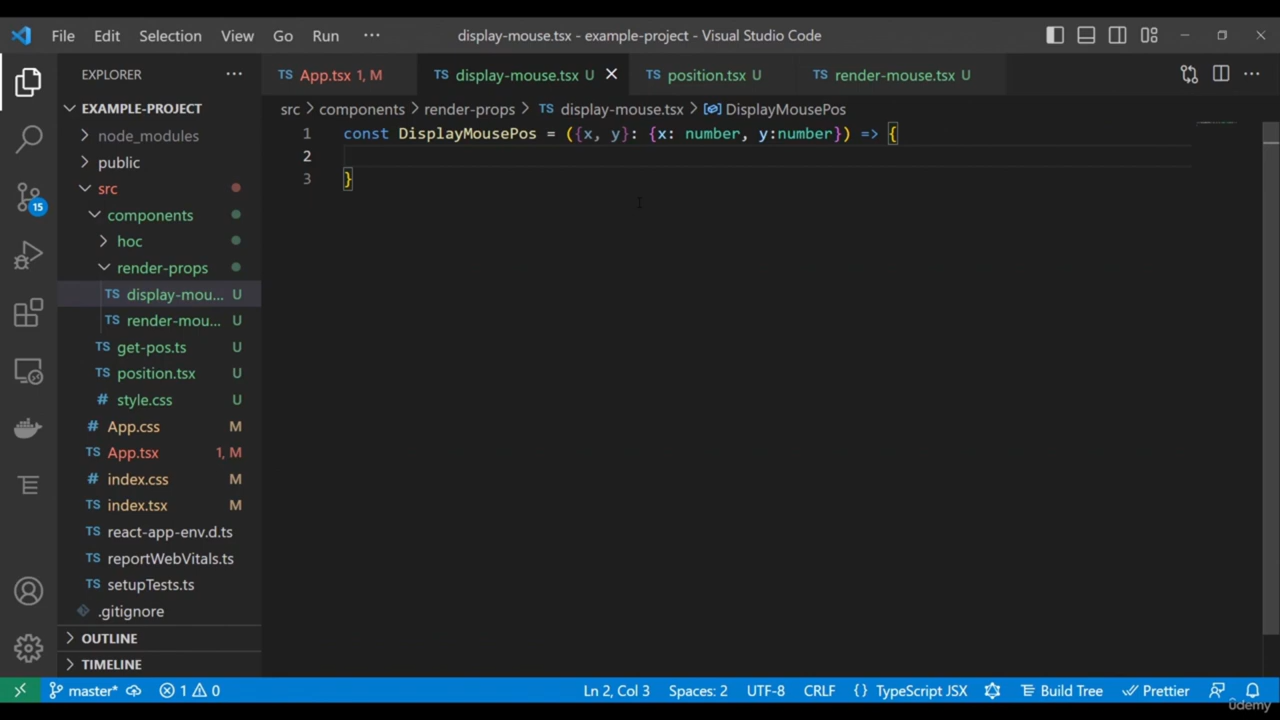 File Edit Selection View Go Run ··· display-mouse.tsx - example-project - Visual Studio Code
EXPLORER ···
EXAMPLE-PROJECT
node_modules
public
src
components
hoc
render-props
TS display-mou... U
TS render-mou... U
TS get-pos.ts U
TS position.tsx U
# style.css U
# App.css M
TS App.tsx 1, M
# index.css M
TS index.tsx M
TS react-app-env.d.ts
TS reportWebVitals.ts
TS setupTests.ts
.gitignore
OUTLINE
TIMELINE
15
TS App.tsx 1, M TS display-mouse.tsx U TS position.tsx U TS render-mouse.tsx U ···
src > components > render-props > TS display-mouse.tsx > DisplayMousePos
1 const DisplayMousePos = ({x, y}: {x: number, y:number}) => {
2
3 }
master* 1 0 Ln 2, Col 3 Spaces: 2 UTF-8 CRLF {} TypeScript JSX Build Tree Prettier
ûdemy